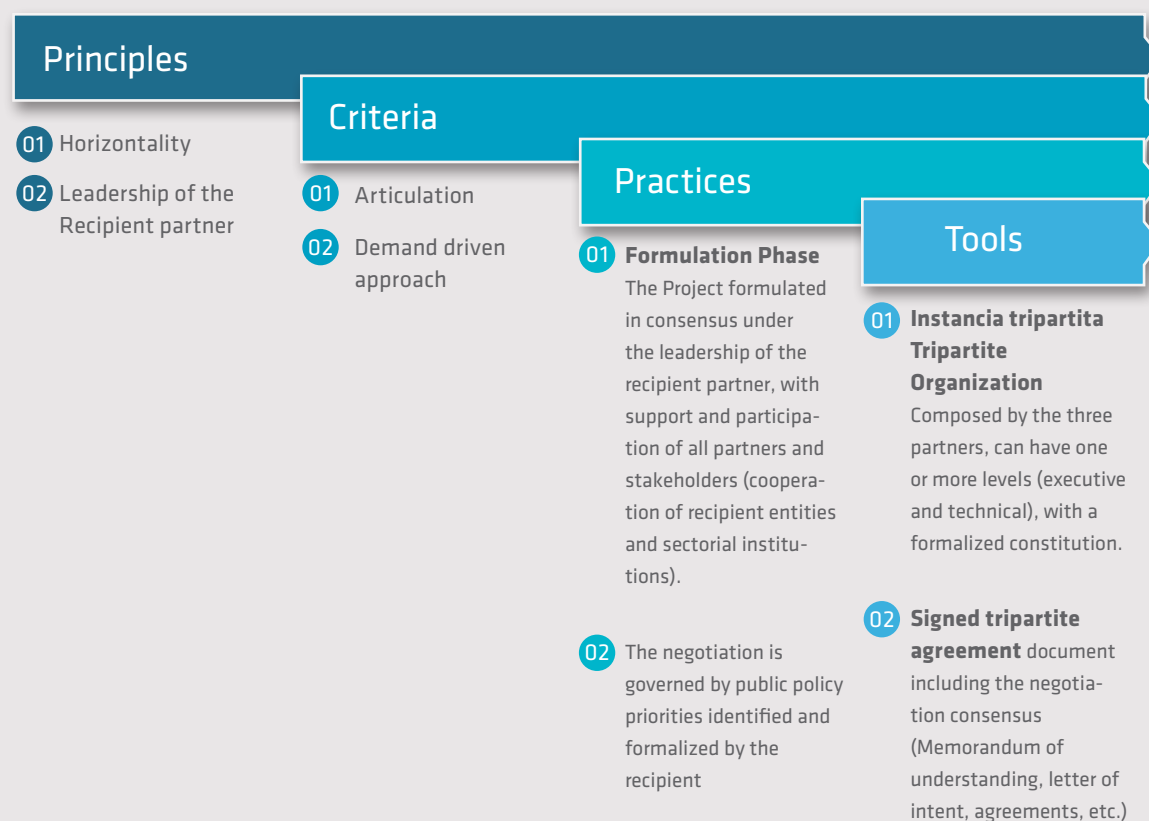 Principles
01 Horizontality
02 Leadership of the
Recipient partner
Criteria
01 Articulation
02 Demand driven
approach
Practices
01 Formulation Phase
The Project formulated
in consensus under
the leadership of the
recipient partner, with
support and participa-
tion of all partners and
stakeholders (coopera-
tion of recipient entities
and sectorial institu-
tions).
02 The negotiation is
governed by public policy
priorities identified and
formalized by the
recipient
Tools
01 Instancia tripartita
Tripartite
Organization
Composed by the three
partners, can have one
or more levels (executive
and technical), with a
formalized constitution.
02 Signed tripartite
agreement document
including the negotia-
tion consensus
(Memorandum of
understanding, letter of
intent, agreements, etc.)